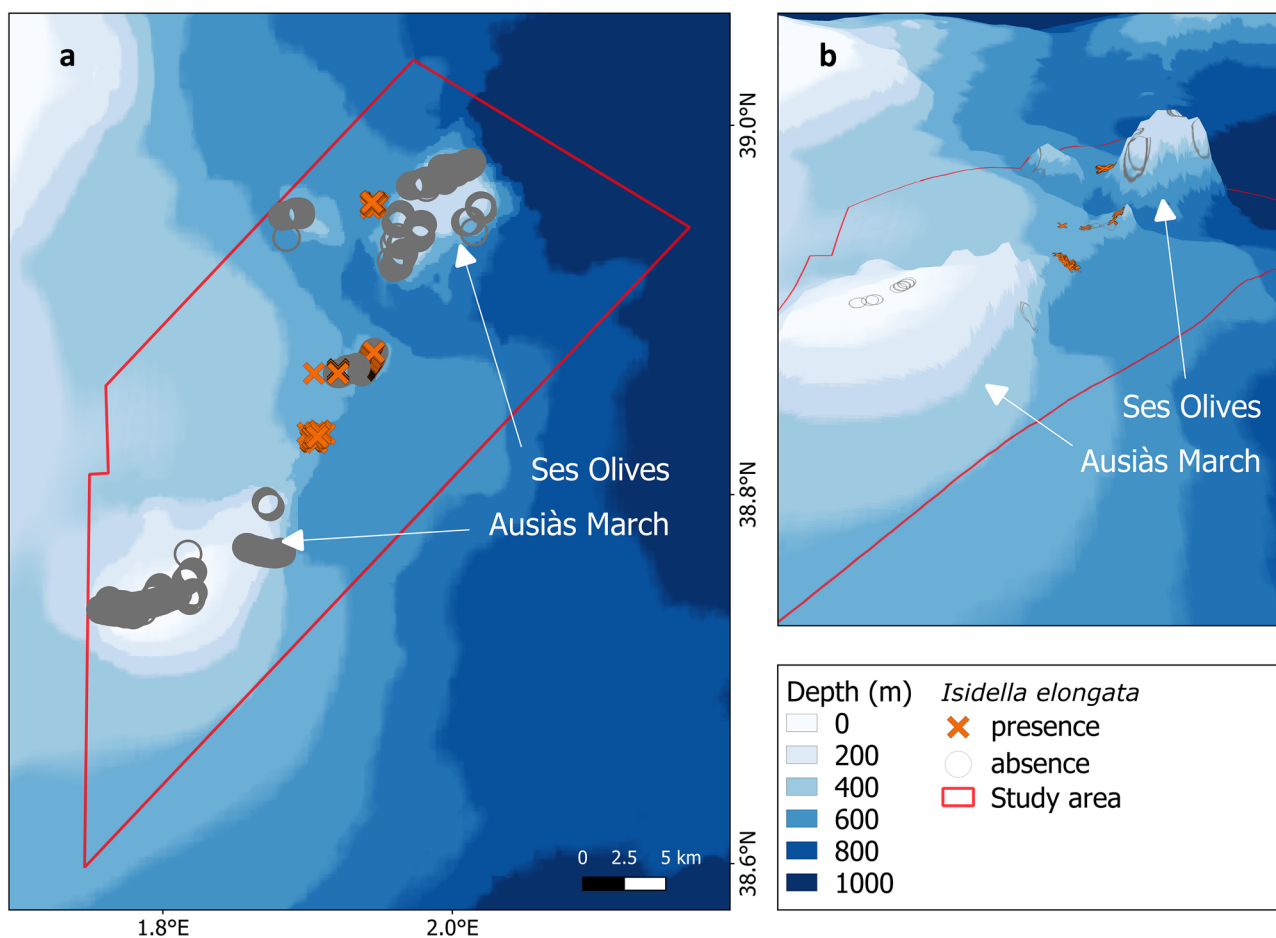 a
Ses Olives
Ausiàs March
0 2.5 5 km
1.8°E
2.0°E
39.0°N
38.8°N
38.6°N
b
Ses Olives
Ausiàs March
Depth (m)
0
200
400
600
800
1000
Isidella elongata
presence
absence
Study area